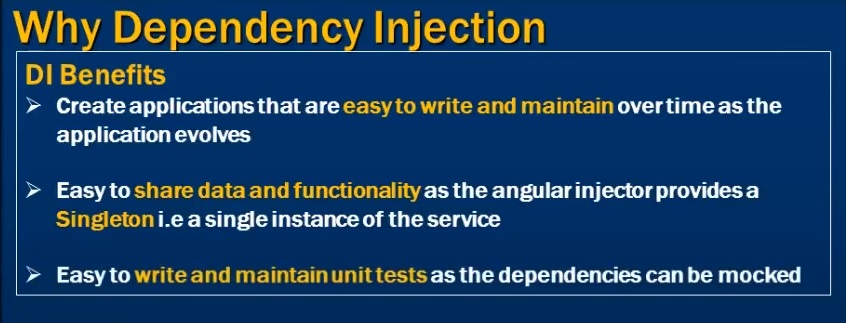 Why Dependency Injection
DI Benefits
➢ Create applications that are easy to write and maintain over time as the
application evolves
➢ Easy to share data and functionality as the angular injector provides a
Singleton i.e a single instance of the service
➢ Easy to write and maintain unit tests as the dependencies can be mocked